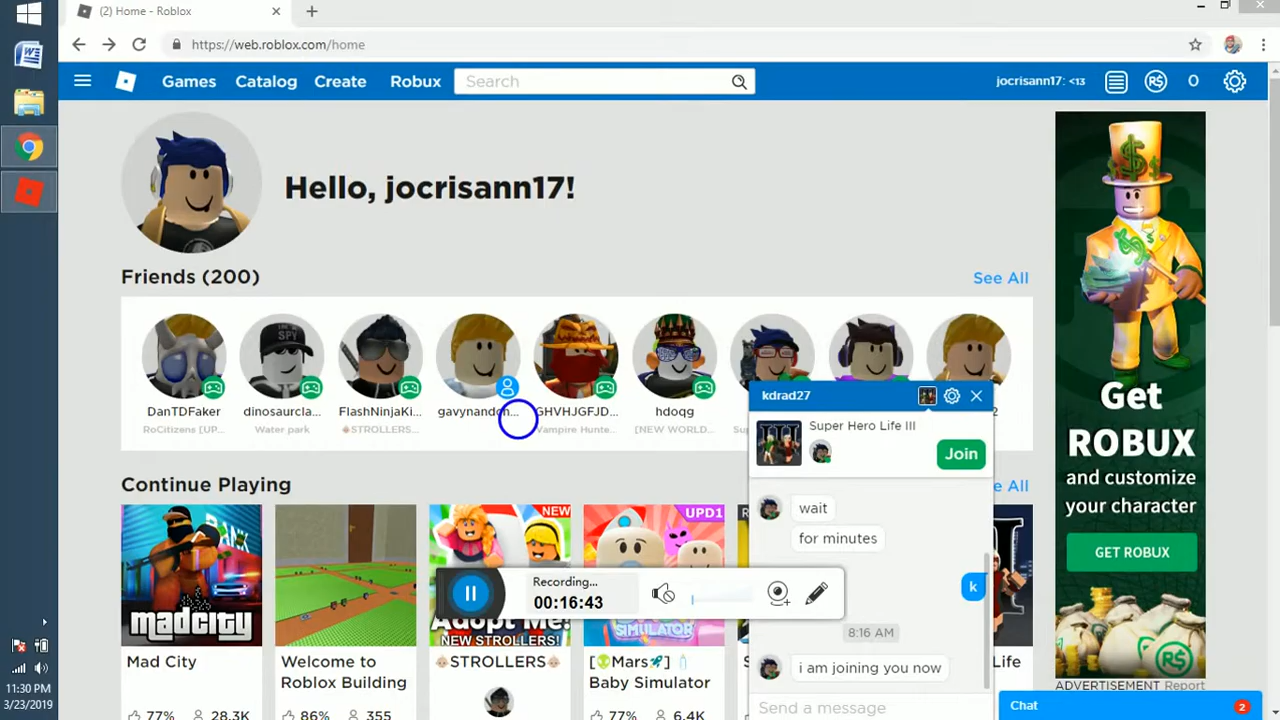 (2) Home - Roblox
https://web.roblox.com/home
Games
Catalog
Create
Robux
Search
jocrisann17: <13
0
Hello, jocrisann17!
Friends (200)
See All
DanTDFaker
dinosaurcla...
FlashNinjaKi...
gavynandon...
GHVHJGFJD...
hdoqg
RoCitizens [UP...
Water park
STROLLERS...
Vampire Hunte...
[NEW WORLD...
kdrad27
Super Hero Life III
Join
wait
for minutes
k
8:16 AM
i am joining you now
Send a message
Continue Playing
NEW
UPD1
madcity
Adopt Me!
NEW STROLLERS!
SIMULATOR
Recording...
00:16:43
Mad City
Welcome to
Roblox Building
STROLLERS
[👽Mars🚀]🍼
Baby Simulator
Life
77%
28.3K
86%
355
77%
6.4K
Get
ROBUX
and customize
your character
GET ROBUX
ADVERTISEMENT
Report
Chat
2
11:30 PM
3/23/2019